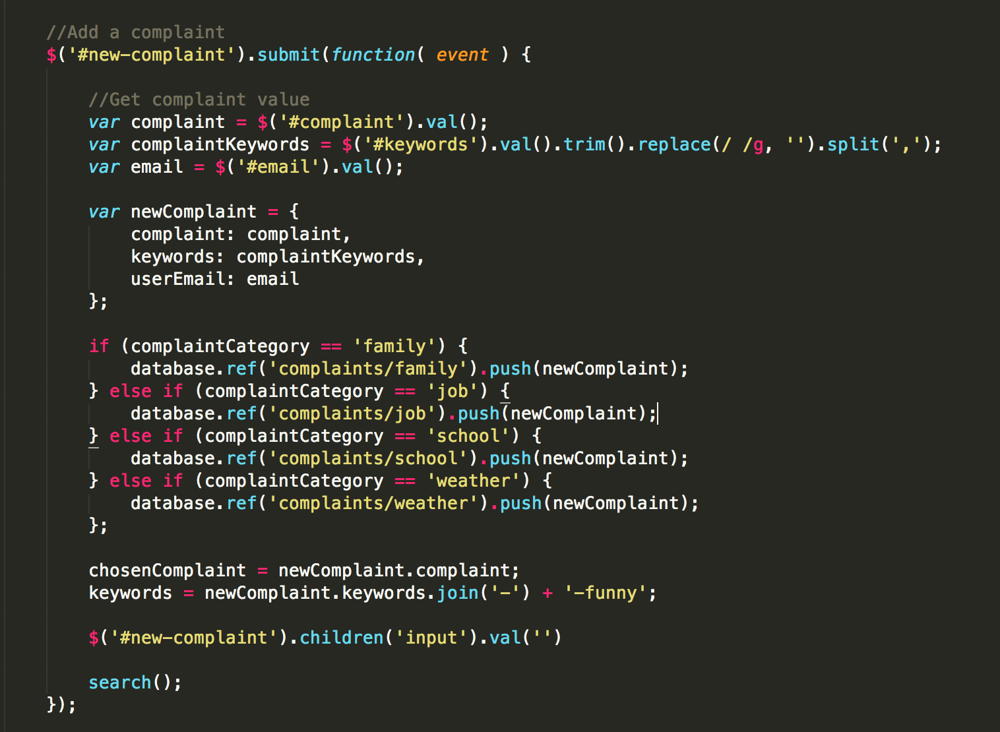 //Add a complaint
$('#new-complaint').submit(function( event ) {
//Get complaint value
var complaint = $('#complaint').val();
var complaintKeywords = $('#keywords').val().trim().replace(/ /g, '').split(',');
var email = $('#email').val();
var newComplaint = {
complaint: complaint,
keywords: complaintKeywords,
userEmail: email
};
if (complaintCategory == 'family') {
database.ref('complaints/family').push(newComplaint);
} else if (complaintCategory == 'job') {
database.ref('complaints/job').push(newComplaint);
} else if (complaintCategory == 'school') {
database.ref('complaints/school').push(newComplaint);
} else if (complaintCategory == 'weather') {
database.ref('complaints/weather').push(newComplaint);
};
chosenComplaint = newComplaint.complaint;
keywords = newComplaint.keywords.join('-') + '-funny';
$('#new-complaint').children('input').val('')
search();
});